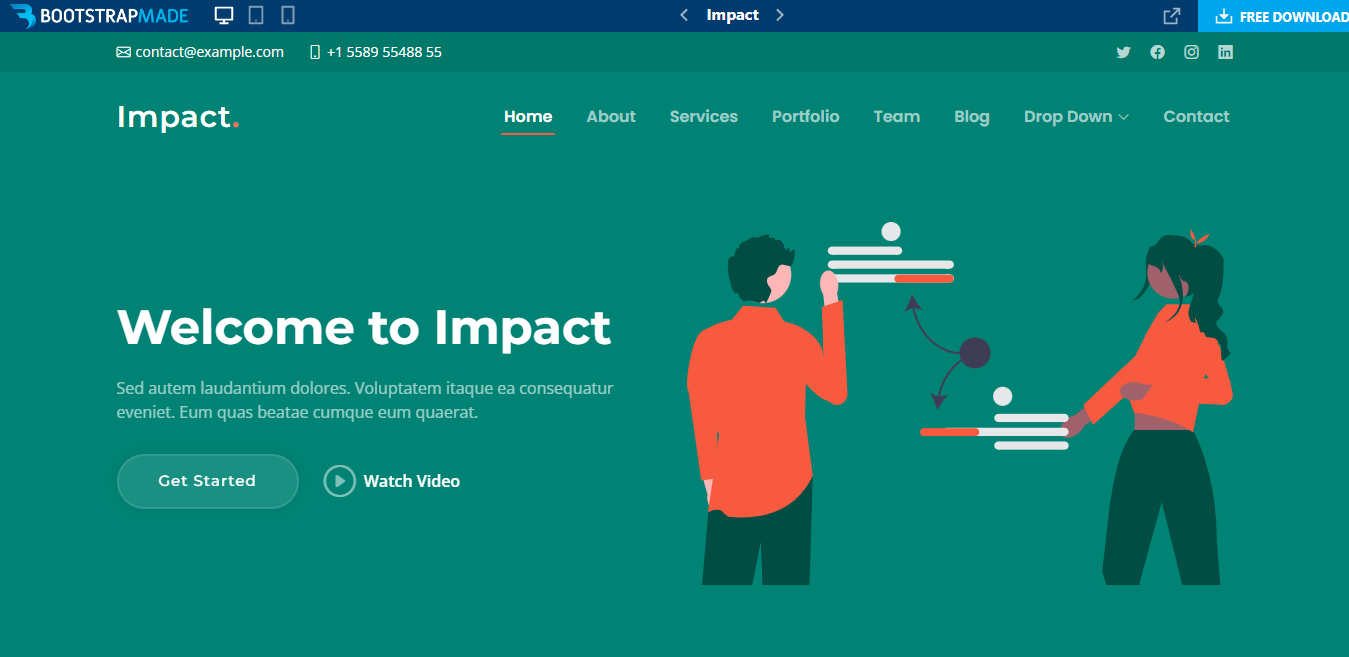 BOOTSTRAPMADE
Impact
FREE DOWNLOAD
contact@example.com
+1 5589 55488 55
Impact.
Home About Services Portfolio Team Blog Drop Down Contact
Welcome to Impact
Sed autem laudantium dolores. Voluptatem itaque ea consequatur
eveniet. Eum quas beatae cumque eum quaerat.
Get Started
Watch Video